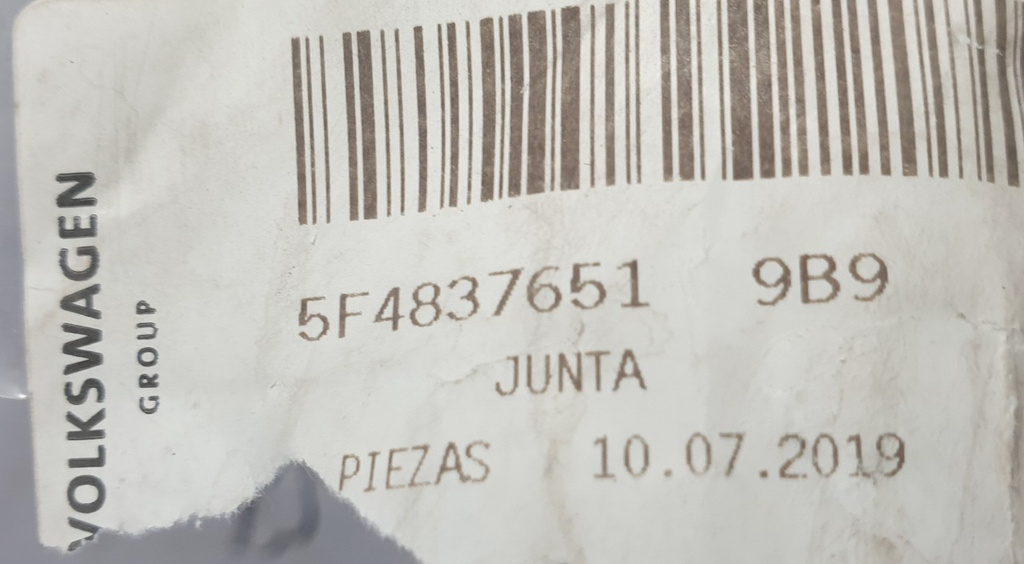 VOLKSWAGEN
GROUP
5F4837651 9B9
JUNTA
PIEZAS 10.07.2019